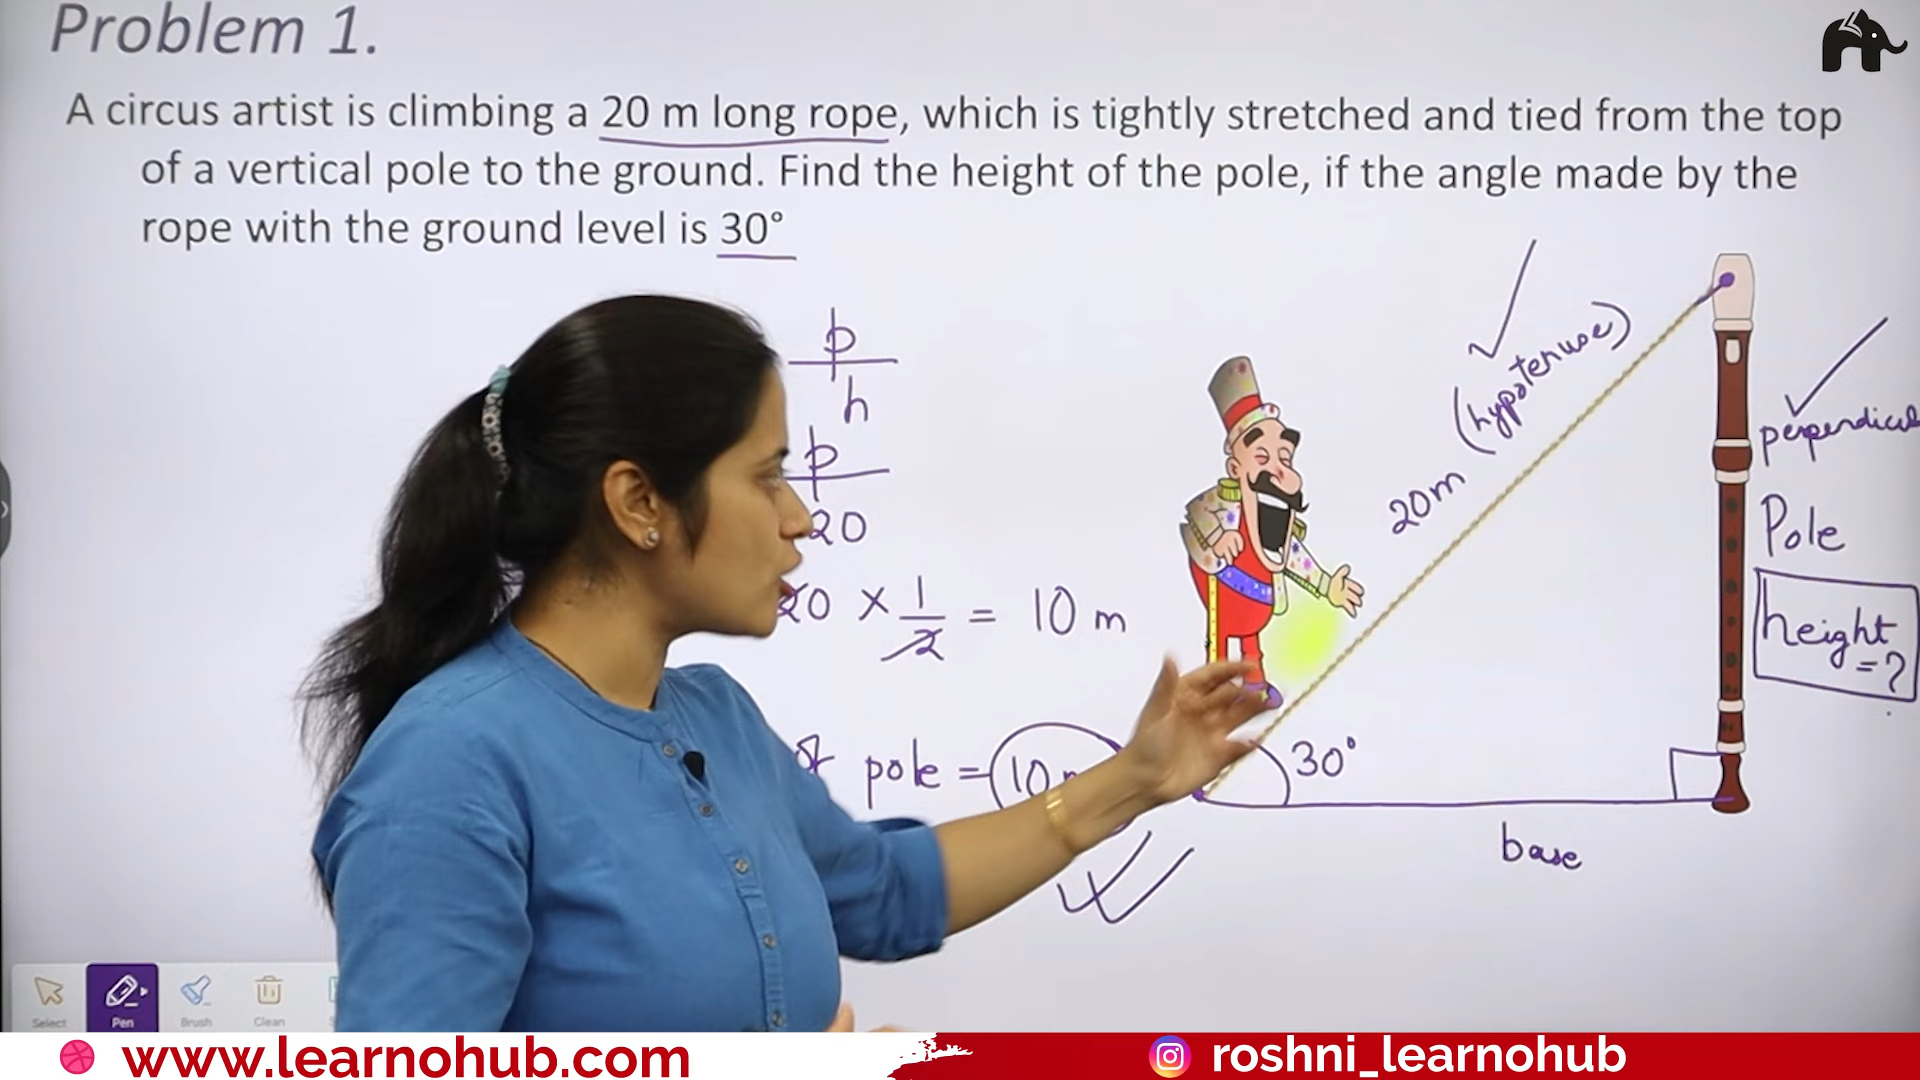 Problem 1.
A circus artist is climbing a 20 m long rope, which is tightly stretched and tied from the top
of a vertical pole to the ground. Find the height of the pole, if the angle made by the
rope with the ground level is 30°
p
h
p
20
20 × 1/2 = 10 m
pole = 10
20m (hypotenuse)
Pole
height
= ?
30°
base
Select
Pen
Brush
Clean
www.learnohub.com
roshni_learnohub